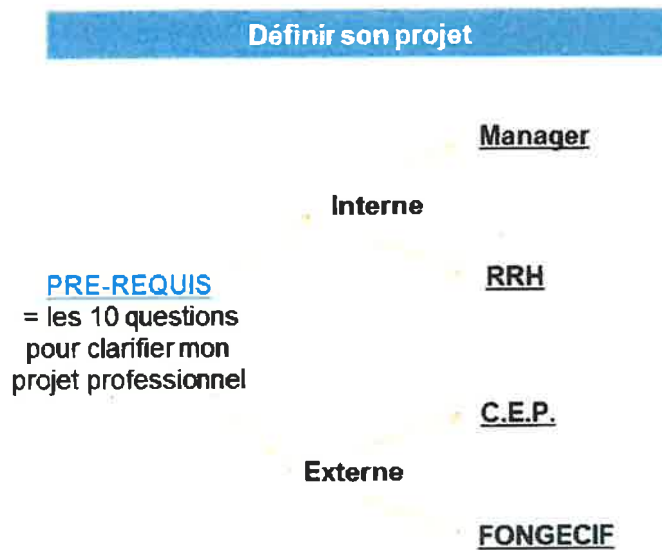 Définir son projet
Manager
Interne
RRH
PRE-REQUIS
= les 10 questions
pour clarifier mon
projet professionnel
C.E.P.
Externe
FONGECIF